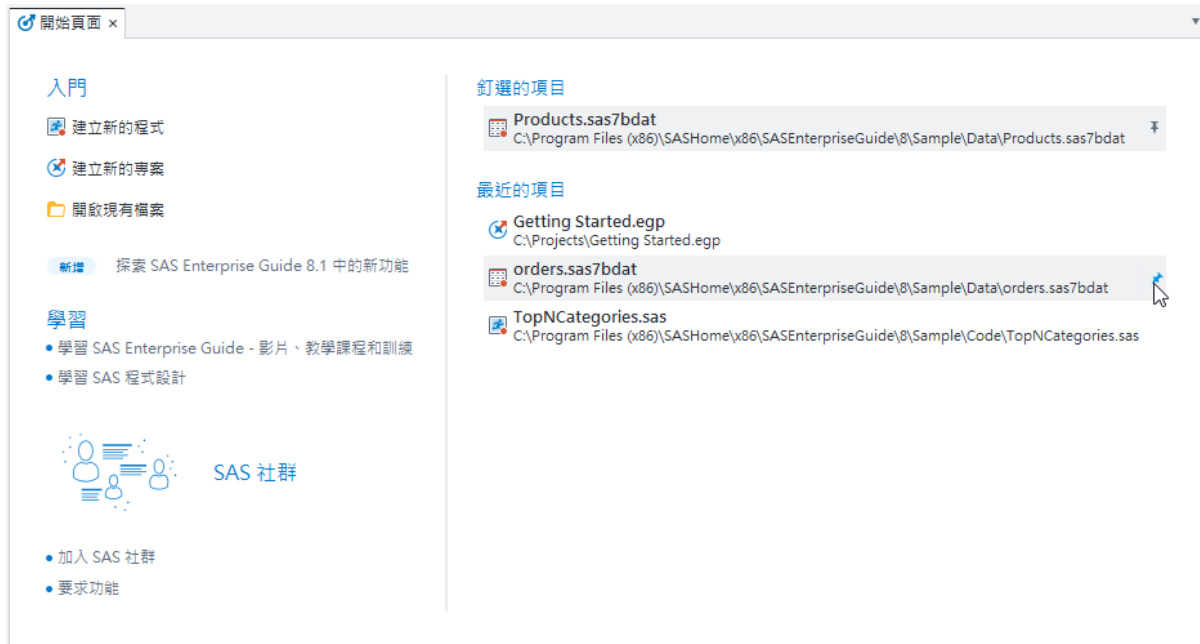 開始頁面
入門
建立新的程式
建立新的專案
開啟現有檔案
新增 探索 SAS Enterprise Guide 8.1 中的新功能
學習
學習 SAS Enterprise Guide - 影片、教學課程和訓練
學習 SAS 程式設計
SAS 社群
加入 SAS 社群
要求功能
釘選的項目
Products.sas7bdat
C:\Program Files (x86)\SASHome\x86\SASEnterpriseGuide\8\Sample\Data\Products.sas7bdat
最近的項目
Getting Started.egp
C:\Projects\Getting Started.egp
orders.sas7bdat
C:\Program Files (x86)\SASHome\x86\SASEnterpriseGuide\8\Sample\Data\orders.sas7bdat
TopNCategories.sas
C:\Program Files (x86)\SASHome\x86\SASEnterpriseGuide\8\Sample\Code\TopNCategories.sas